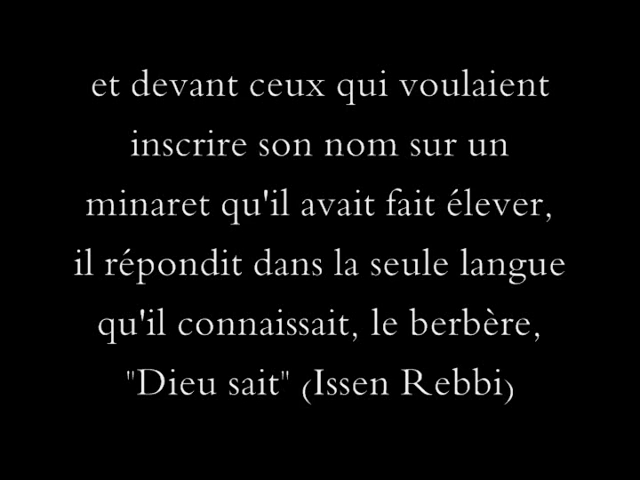 et devant ceux qui voulaient
inscrire son nom sur un
minaret qu'il avait fait élever,
il répondit dans la seule langue
qu'il connaissait, le berbère,
"Dieu sait" (Issen Rebbi)